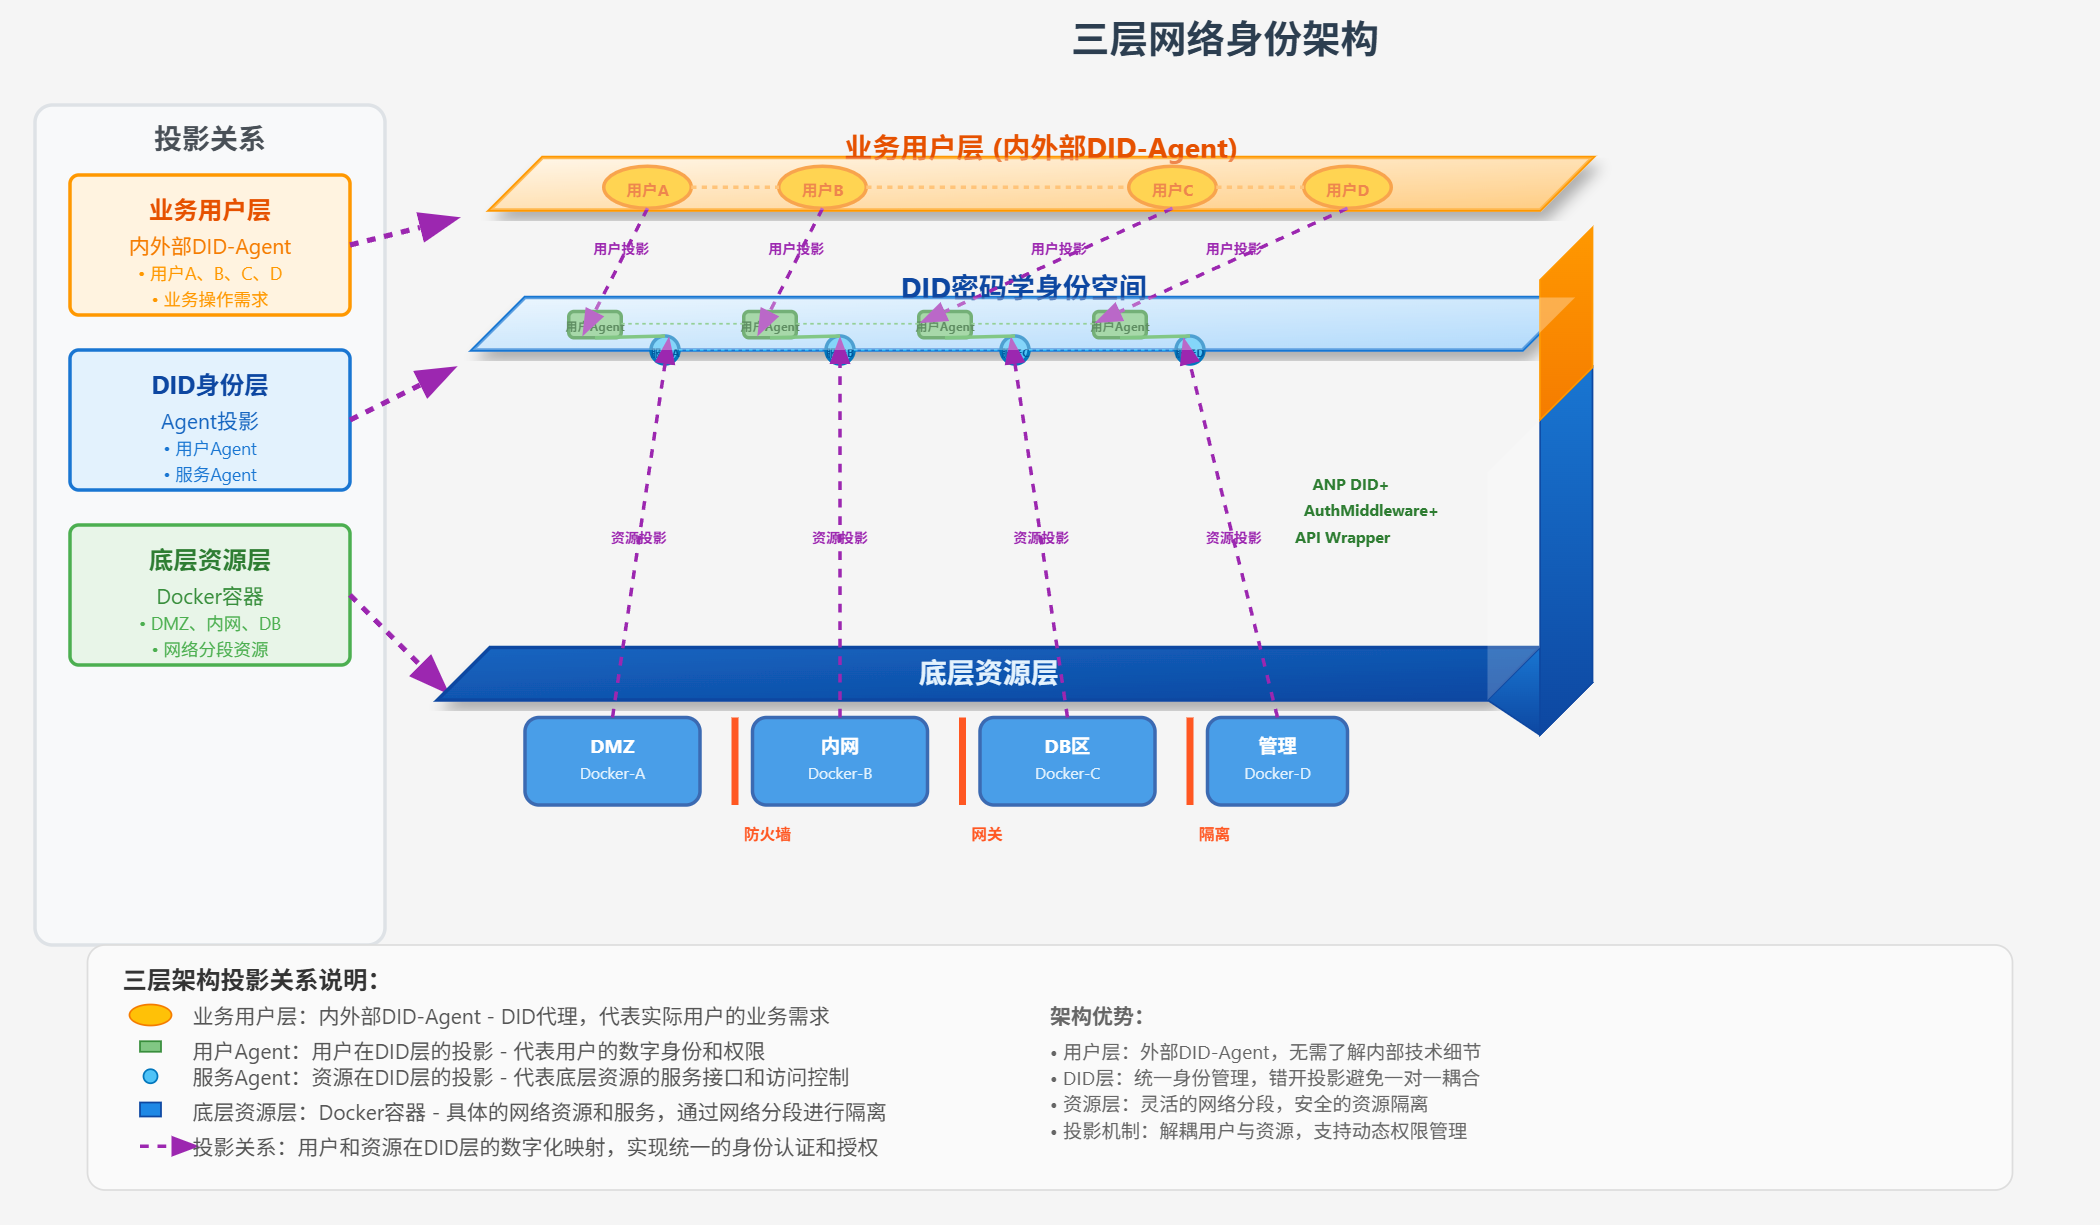 三层网络身份架构
投影关系
业务用户层
内外部DID-Agent
• 用户A、B、C、D
• 业务操作需求
DID身份层
Agent投影
• 用户Agent
• 服务Agent
底层资源层
Docker容器
• DMZ、内网、DB
• 网络分段资源
业务用户层 (内外部DID-Agent)
用户A
用户B
用户C
用户D
用户投影
用户投影
用户投影
用户投影
DID密码学身份空间
用户Agent
用户Agent
用户Agent
用户Agent
ANP DID+
AuthMiddleware+
API Wrapper
资源投影
资源投影
资源投影
资源投影
底层资源层
DMZ
Docker-A
内网
Docker-B
DB区
Docker-C
管理
Docker-D
防火墙
网关
隔离
三层架构投影关系说明：
业务用户层：内外部DID-Agent - DID代理，代表实际用户的业务需求
用户Agent：用户在DID层的投影 - 代表用户的数字身份和权限
服务Agent：资源在DID层的投影 - 代表底层资源的服务接口和访问控制
底层资源层：Docker容器 - 具体的网络资源和服务，通过网络分段进行隔离
投影关系：用户和资源在DID层的数字化映射，实现统一的身份认证和授权
架构优势：
• 用户层：外部DID-Agent，无需了解内部技术细节
• DID层：统一身份管理，错开投影避免一对一耦合
• 资源层：灵活的网络分段，安全的资源隔离
• 投影机制：解耦用户与资源，支持动态权限管理